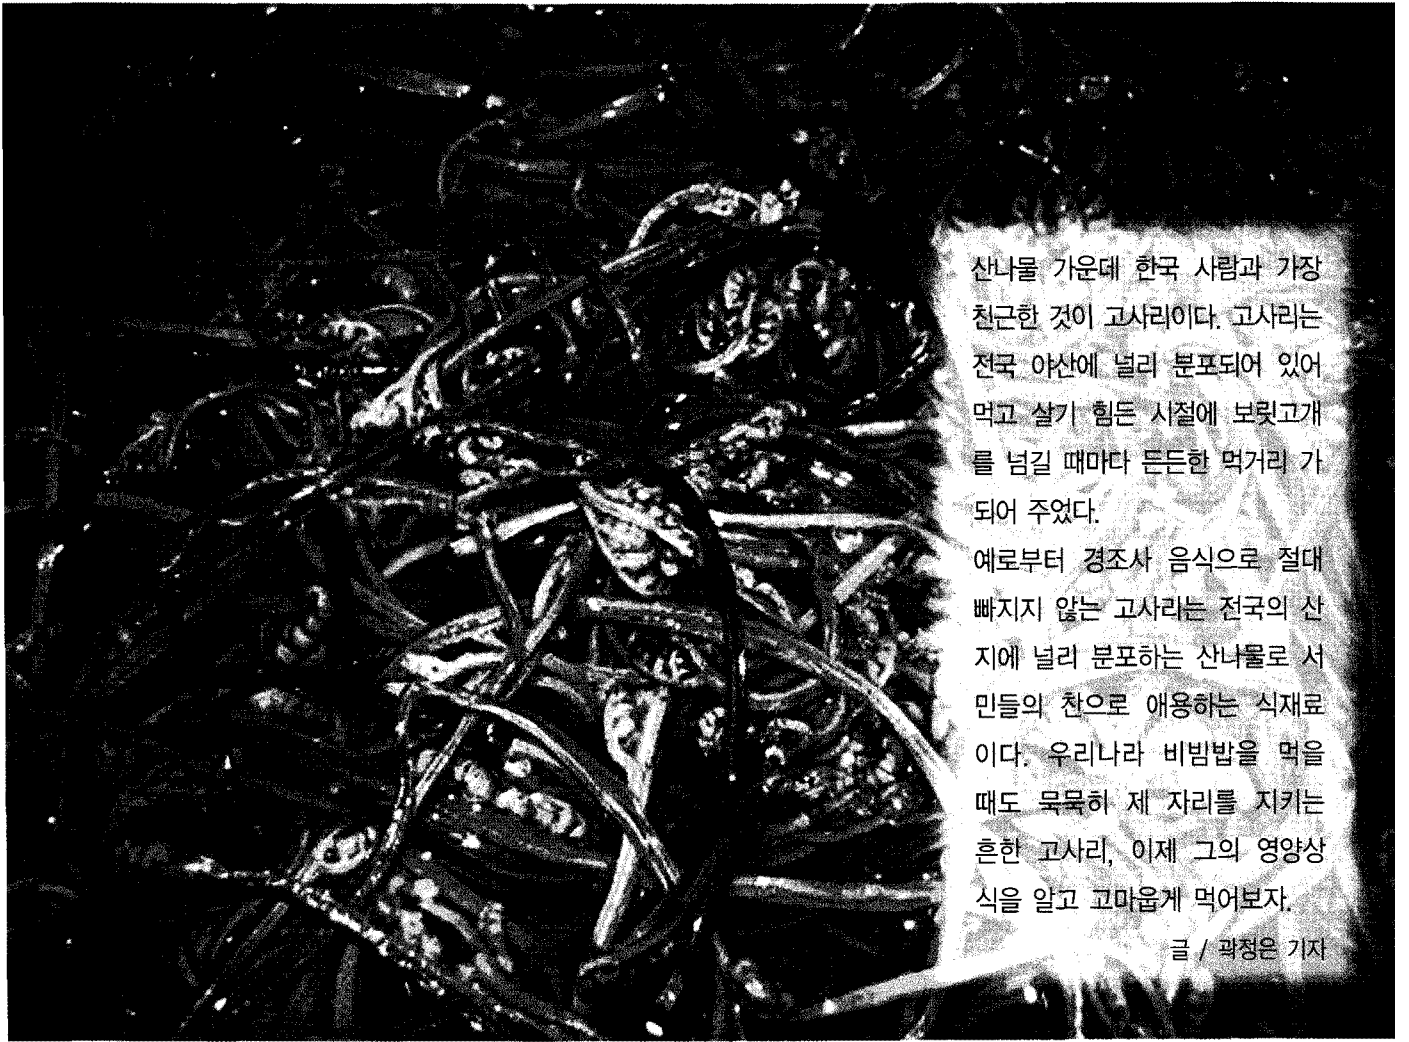 산나물 가운데 한국 사람과 가장
친근한 것이 고사리이다. 고사리는
전국 야산에 널리 분포되어 있어
먹고 살기 힘든 시절에 보릿고개
를 넘길 때마다 든든한 먹거리 가
되어 주었다.
예로부터 경조사 음식으로 절대
빠지지 않는 고사리는 전국의 산
지에 널리 분포하는 산나물로 서
민들의 찬으로 애용하는 식재료
이다. 우리나라 비빔밥을 먹을
때도 묵묵히 제 자리를 지키는
흔한 고사리, 이제 그의 영양상
식을 알고 고마웁게 먹어보자.
글 / 곽정은 기자